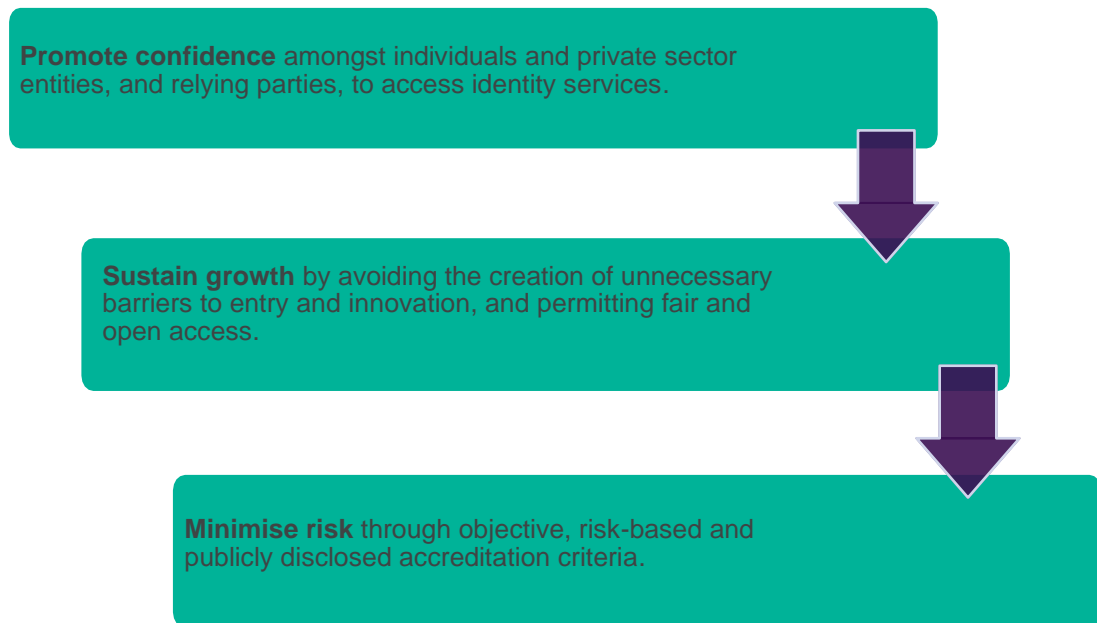 Promote confidence amongst individuals and private sector
entities, and relying parties, to access identity services.
Sustain growth by avoiding the creation of unnecessary
barriers to entry and innovation, and permitting fair and
open access.
Minimise risk through objective, risk-based and
publicly disclosed accreditation criteria.